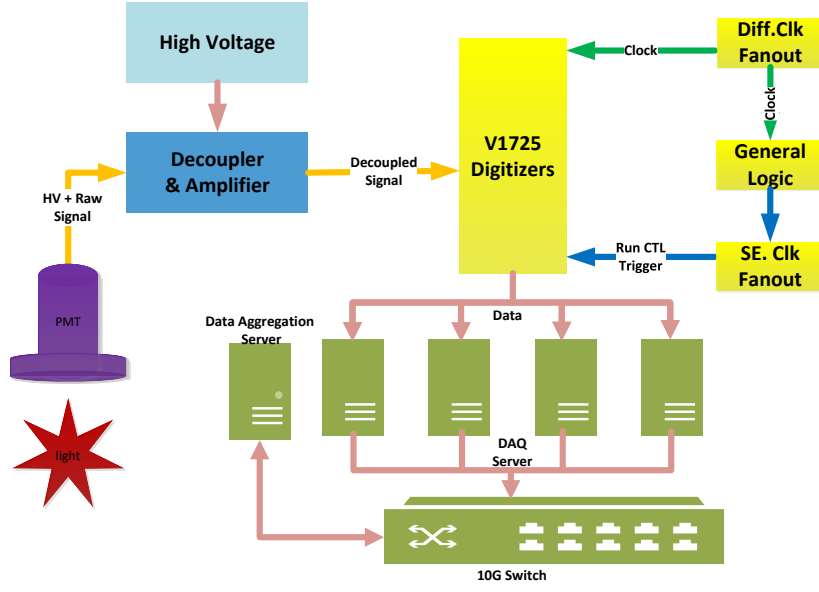 High Voltage
Diff.Clk
Fanout
Clock
Clock
Decoupler
& Amplifier
Decoupled
Signal
V1725
Digitizers
General
Logic
HV + Raw
Signal
Run CTL
Trigger
SE. Clk
Fanout
PMT
Data
Data Aggregation
Server
light
DAQ
Server
10G Switch